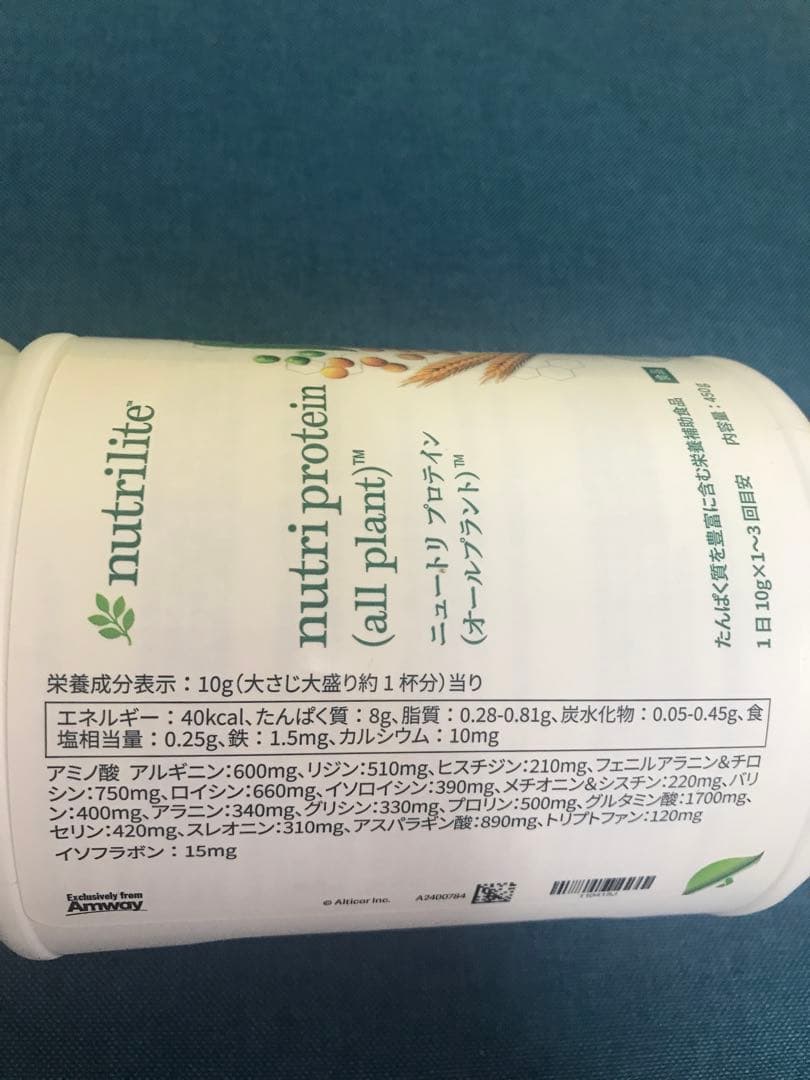 nutrilite™
nutri protein
(all plant)™
ニュートリ プロテイン
(オールプラント)™
食品
たんぱく質を豊富に含む栄養補助食品
1日10g×1〜3回目安 内容量：450g
栄養成分表示：10g(大さじ大盛り約1杯分)当り
エネルギー：40kcal、たんぱく質：8g、脂質：0.28-0.81g、炭水化物：0.05-0.45g、食
塩相当量：0.25g、鉄：1.5mg、カルシウム：10mg
アミノ酸 アルギニン:600mg、リジン:510mg、ヒスチジン:210mg、フェニルアラニン&チロ
シン:750mg、ロイシン:660mg、イソロイシン:390mg、メチオニン&シスチン:220mg、バリ
ン:400mg、アラニン:340mg、グリシン:330mg、プロリン:500mg、グルタミン酸:1700mg、
セリン:420mg、スレオニン:310mg、アスパラギン酸:890mg、トリプトファン:120mg
イソフラボン：15mg
Exclusively from
Amway
© Alticor Inc. A2400784